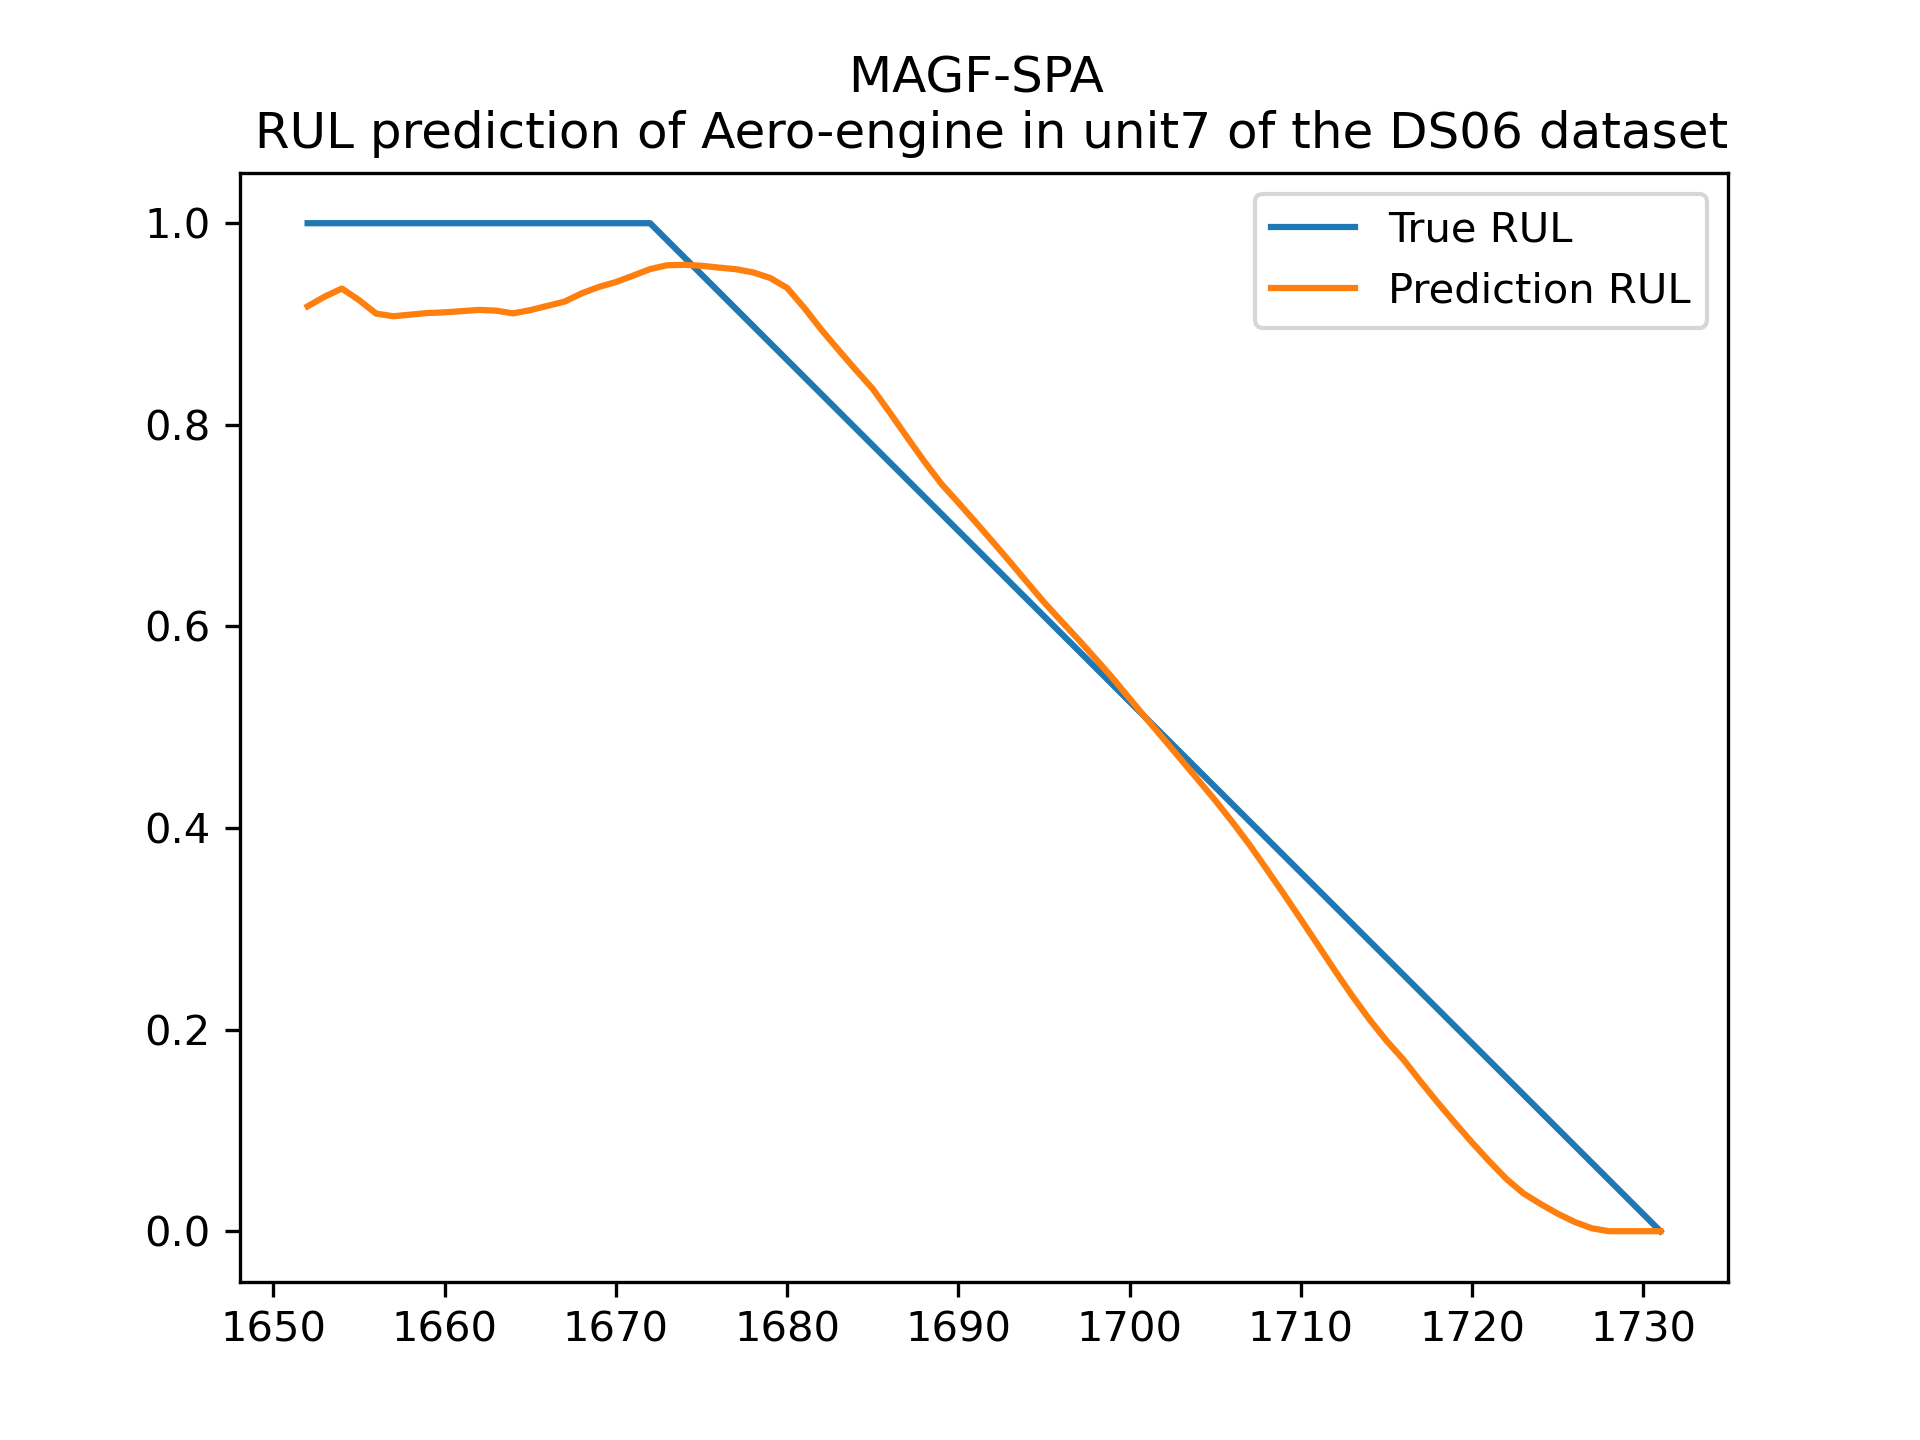 MAGF-SPA
RUL prediction of Aero-engine in unit7 of the DS06 dataset
True RUL
Prediction RUL
1.0
0.8
0.6
0.4
0.2
0.0
1650 1660 1670 1680 1690 1700 1710 1720 1730